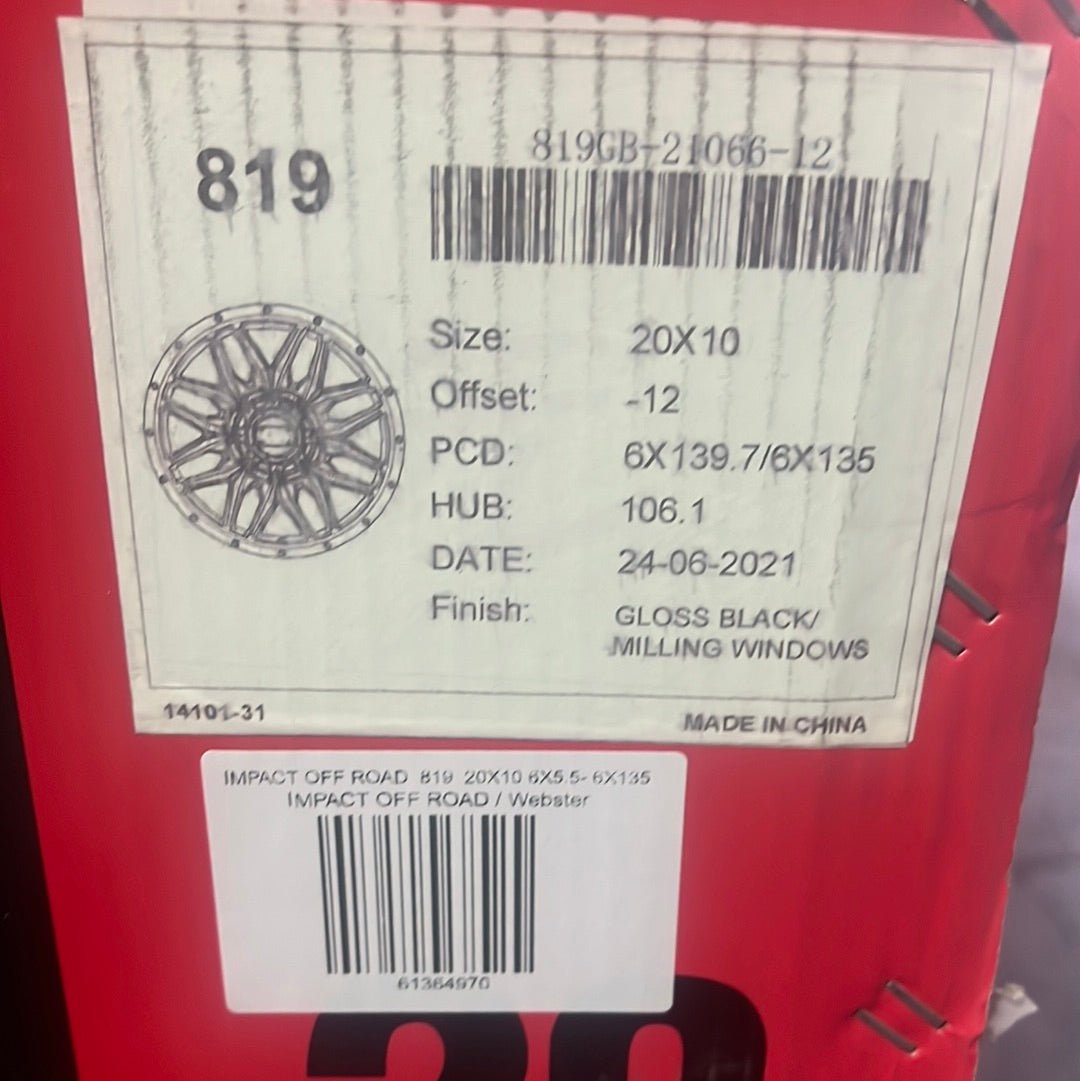 819
819GB-21066-12
Size: 20X10
Offset: -12
PCD: 6X139.7/6X135
HUB: 106.1
DATE: 24-06-2021
Finish: GLOSS BLACK/
MILLING WINDOWS
14101-31
MADE IN CHINA
IMPACT OFF ROAD 819 20X10 6X5.5- 6X135
IMPACT OFF ROAD / Webster
61364970
20